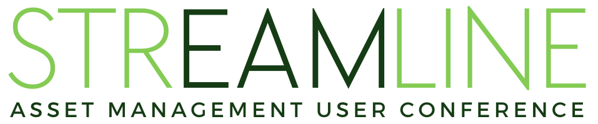 STREAMLINE
ASSET MANAGEMENT USER CONFERENCE